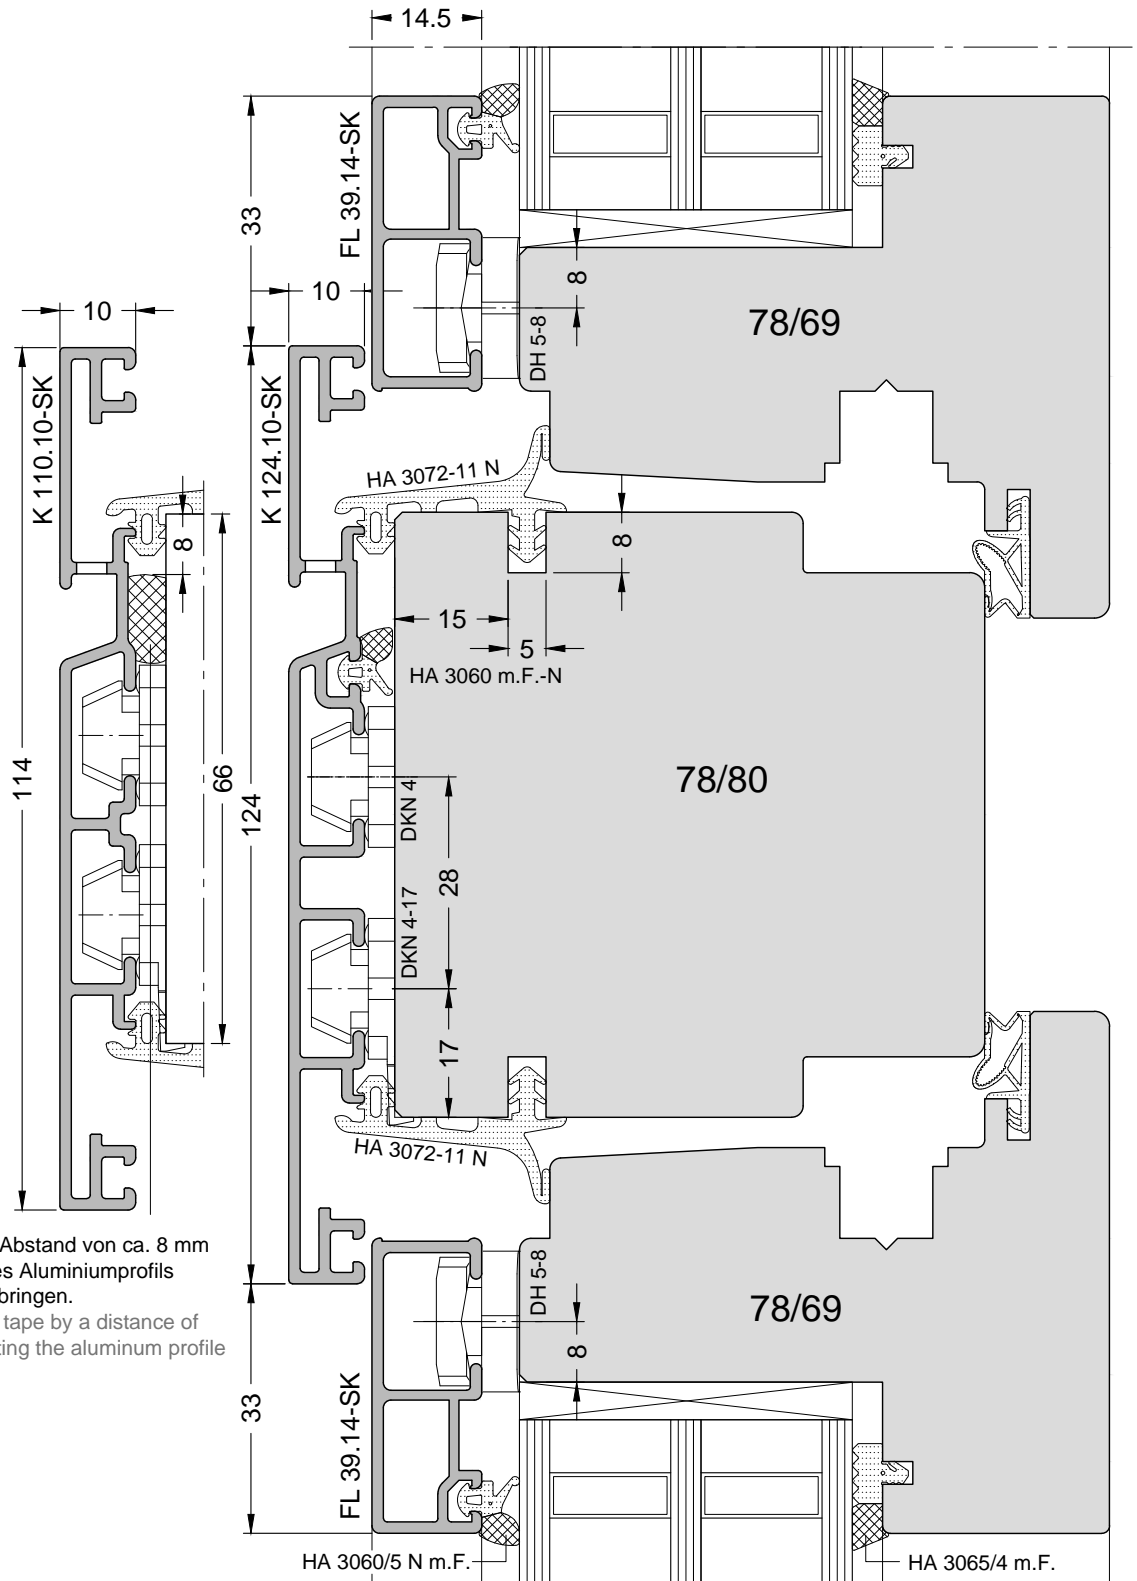 14.5
33
FL 39.14-SK
8
10
10
DH 5-8
78/69
K 110.10-SK
K 124.10-SK
HA 3072-11 N
8
8
15
5
HA 3060 m.F.-N
114
66
124
78/80
DKN 4
28
DKN 4-17
17
HA 3072-11 N
Abstand von ca. 8 mm
es Aluminiumprofils
bringen.
tape by a distance of
ting the aluminum profile
DH 5-8
78/69
8
33
FL 39.14-SK
HA 3060/5 N m.F.
HA 3065/4 m.F.